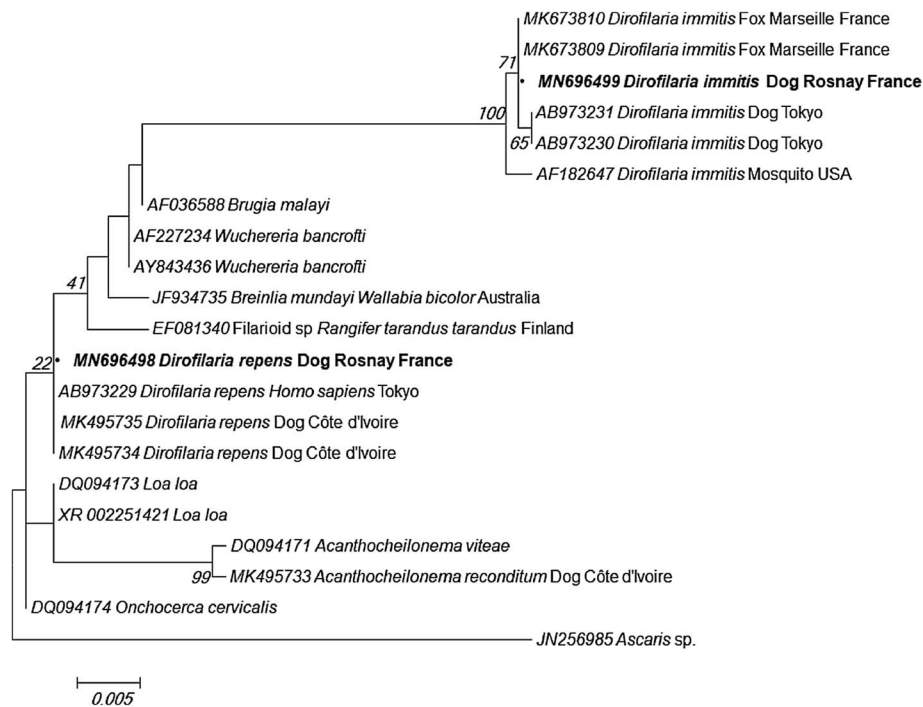 MK673810 Dirofilaria immitis Fox Marseille France
MK673809 Dirofilaria immitis Fox Marseille France
71
MN696499 Dirofilaria immitis Dog Rosnay France
100
AB973231 Dirofilaria immitis Dog Tokyo
65
AB973230 Dirofilaria immitis Dog Tokyo
AF182647 Dirofilaria immitis Mosquito USA
AF036588 Brugia malayi
AF227234 Wuchereria bancrofti
AY843436 Wuchereria bancrofti
41
JF934735 Breinlia mundayi Wallabia bicolor Australia
EF081340 Filarioid sp Rangifer tarandus tarandus Finland
22
MN696498 Dirofilaria repens Dog Rosnay France
AB973229 Dirofilaria repens Homo sapiens Tokyo
MK495735 Dirofilaria repens Dog Côte d'Ivoire
MK495734 Dirofilaria repens Dog Côte d'Ivoire
DQ094173 Loa loa
XR 002251421 Loa loa
DQ094171 Acanthocheilonema viteae
99
MK495733 Acanthocheilonema reconditum Dog Côte d'Ivoire
DQ094174 Onchocerca cervicalis
JN256985 Ascaris sp.
0.005